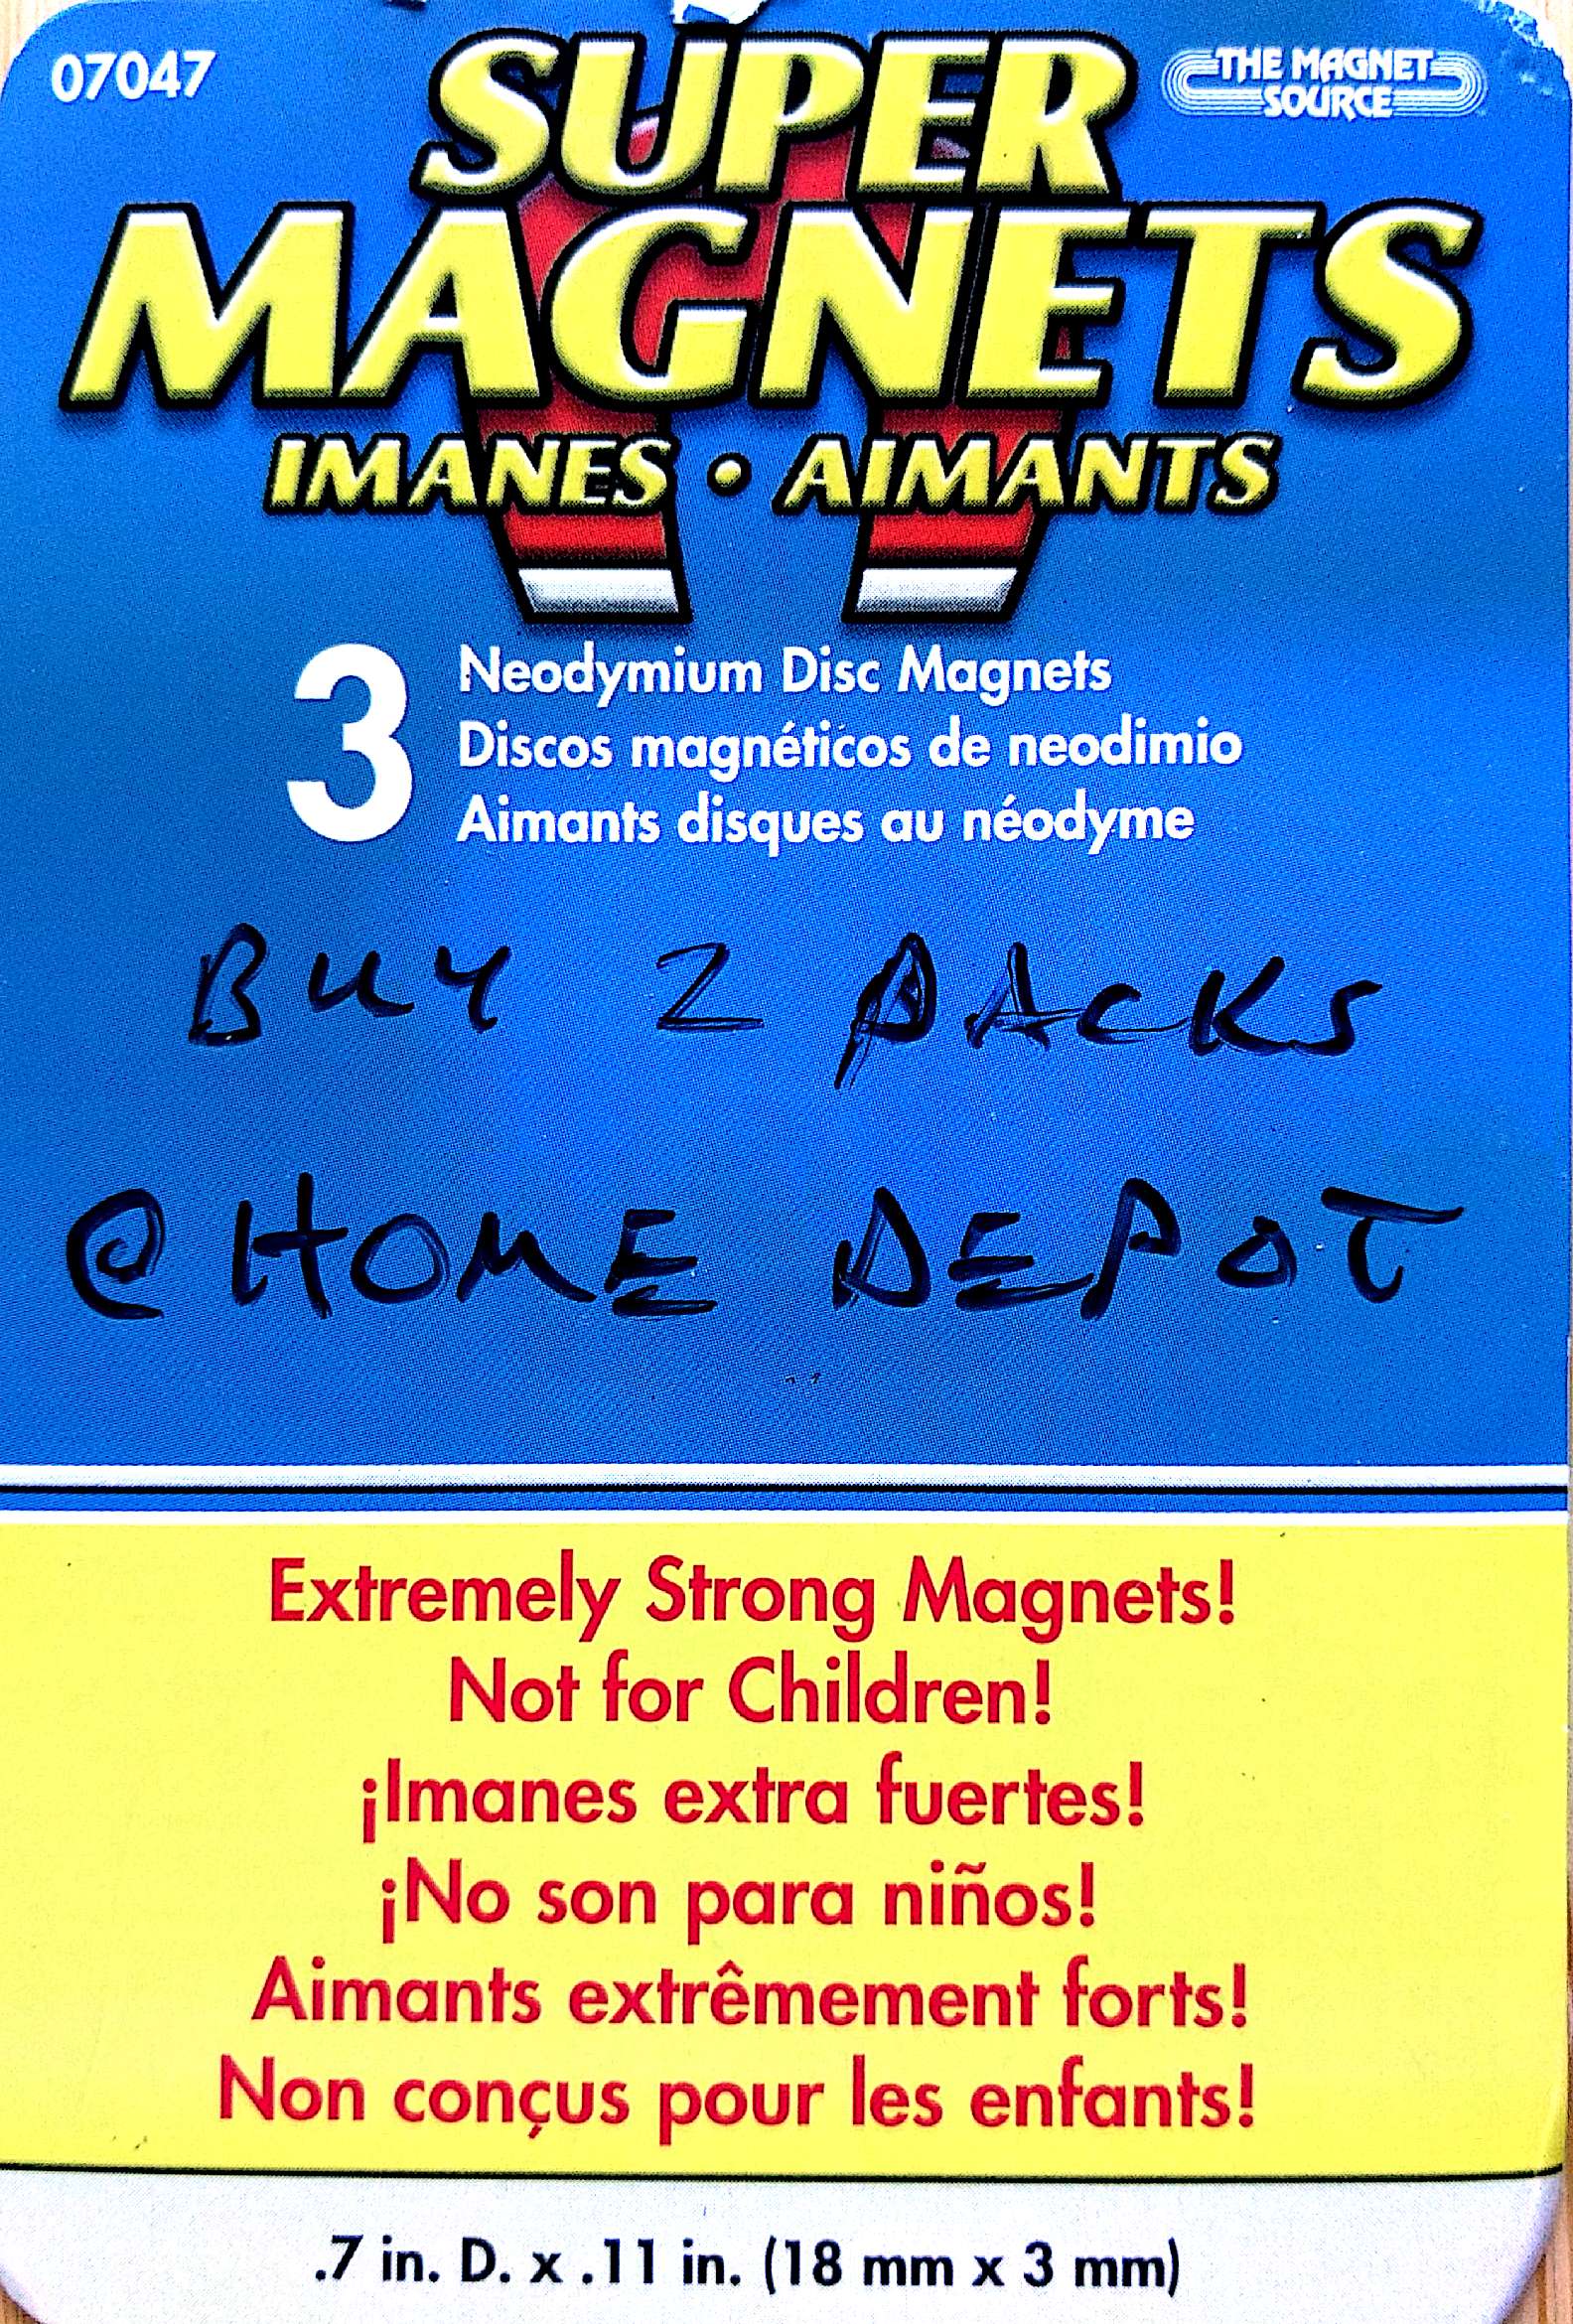 07047
SUPER
THE MAGNET
SOURCE
MAGNETS
IMANES • AIMANTS
3
Neodymium Disc Magnets
Discos magnéticos de neodimio
Aimants disques au néodyme
BUY 2 PACKS
@ HOME DEPOT
Extremely Strong Magnets!
Not for Children!
¡Imanes extra fuertes!
¡No son para niños!
Aimants extrêmement forts!
Non conçus pour les enfants!
.7 in. D. x .11 in. (18 mm x 3 mm)